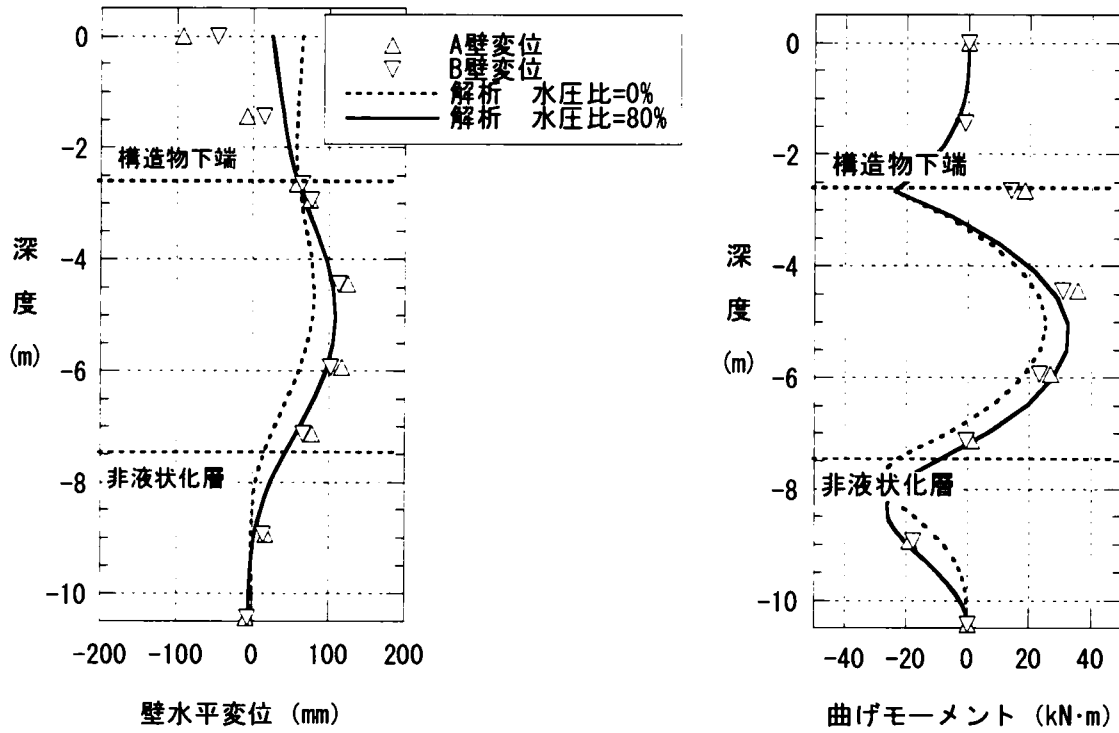 A壁変位
B壁変位
解析 水圧比=0%
解析 水圧比=80%
0
-2
-4
-6
-8
-10
構造物下端
非液状化層
深
度
(m)
-200 -100 0 100 200
壁水平変位 (mm)
0
-2
-4
-6
-8
-10
構造物下端
非液状化層
深
度
(m)
-40 -20 0 20 40
曲げモーメント (kN·m)